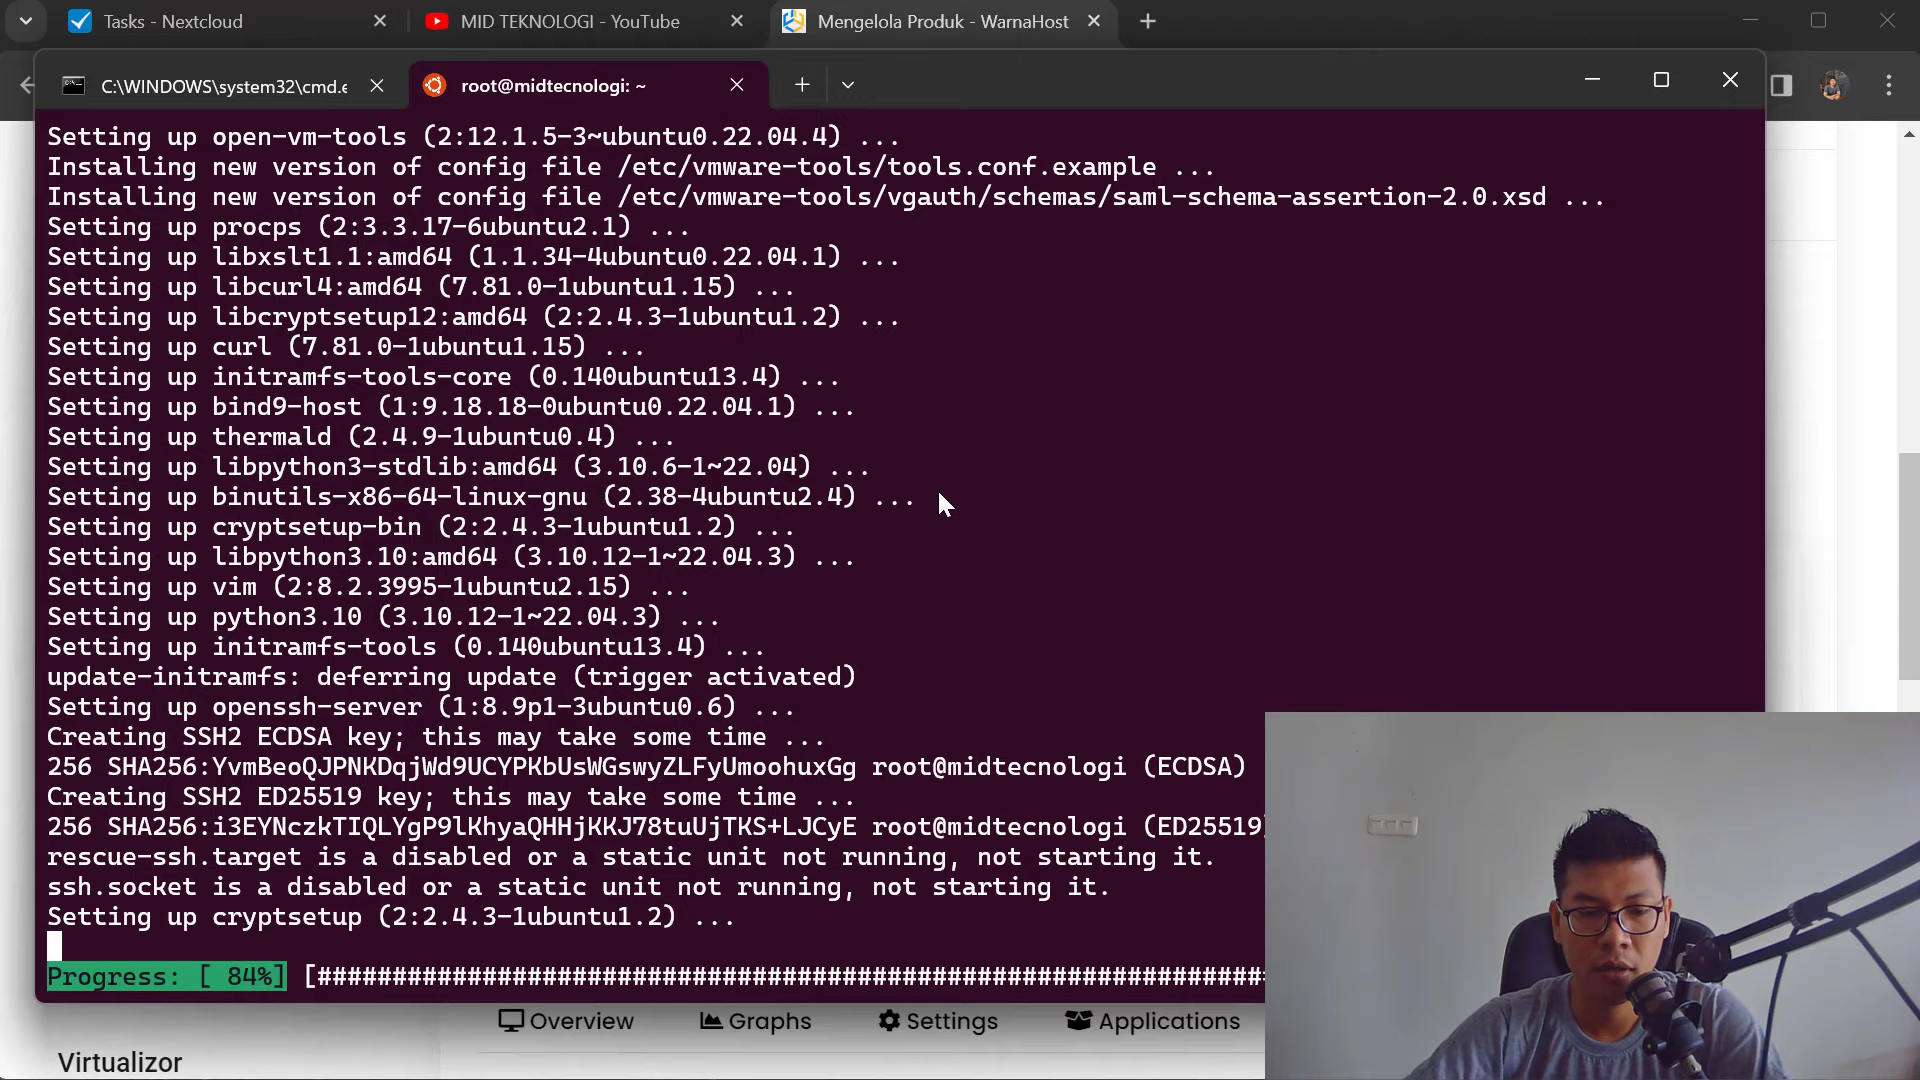 Tasks - Nextcloud
MID TEKNOLOGI - YouTube
Mengelola Produk - WarnaHost
C:\WINDOWS\system32\cmd.e
root@midtecnologi: ~
Setting up open-vm-tools (2:12.1.5-3~ubuntu0.22.04.4) ...
Installing new version of config file /etc/vmware-tools/tools.conf.example ...
Installing new version of config file /etc/vmware-tools/vgauth/schemas/saml-schema-assertion-2.0.xsd ...
Setting up procps (2:3.3.17-6ubuntu2.1) ...
Setting up libxslt1.1:amd64 (1.1.34-4ubuntu0.22.04.1) ...
Setting up libcurl4:amd64 (7.81.0-1ubuntu1.15) ...
Setting up libcryptsetup12:amd64 (2:2.4.3-1ubuntu1.2) ...
Setting up curl (7.81.0-1ubuntu1.15) ...
Setting up initramfs-tools-core (0.140ubuntu13.4) ...
Setting up bind9-host (1:9.18.18-0ubuntu0.22.04.1) ...
Setting up thermald (2.4.9-1ubuntu0.4) ...
Setting up libpython3-stdlib:amd64 (3.10.6-1~22.04) ...
Setting up binutils-x86-64-linux-gnu (2.38-4ubuntu2.4) ...
Setting up cryptsetup-bin (2:2.4.3-1ubuntu1.2) ...
Setting up libpython3.10:amd64 (3.10.12-1~22.04.3) ...
Setting up vim (2:8.2.3995-1ubuntu2.15) ...
Setting up python3.10 (3.10.12-1~22.04.3) ...
Setting up initramfs-tools (0.140ubuntu13.4) ...
update-initramfs: deferring update (trigger activated)
Setting up openssh-server (1:8.9p1-3ubuntu0.6) ...
Creating SSH2 ECDSA key; this may take some time ...
256 SHA256:YvmBeoQJPNKDqjWd9UCYPKbUsWGswyZLFyUmoohuxGg root@midtecnologi (ECDSA)
Creating SSH2 ED25519 key; this may take some time ...
256 SHA256:i3EYNczkTIQLYgP9lKhyaQHHjKKJ78tuUjTKS+LJCyE root@midtecnologi (ED25519)
rescue-ssh.target is a disabled or a static unit not running, not starting it.
ssh.socket is a disabled or a static unit not running, not starting it.
Setting up cryptsetup (2:2.4.3-1ubuntu1.2) ...
Progress: [ 84%] [###############################################################
Overview Graphs Settings Applications
Virtualizor